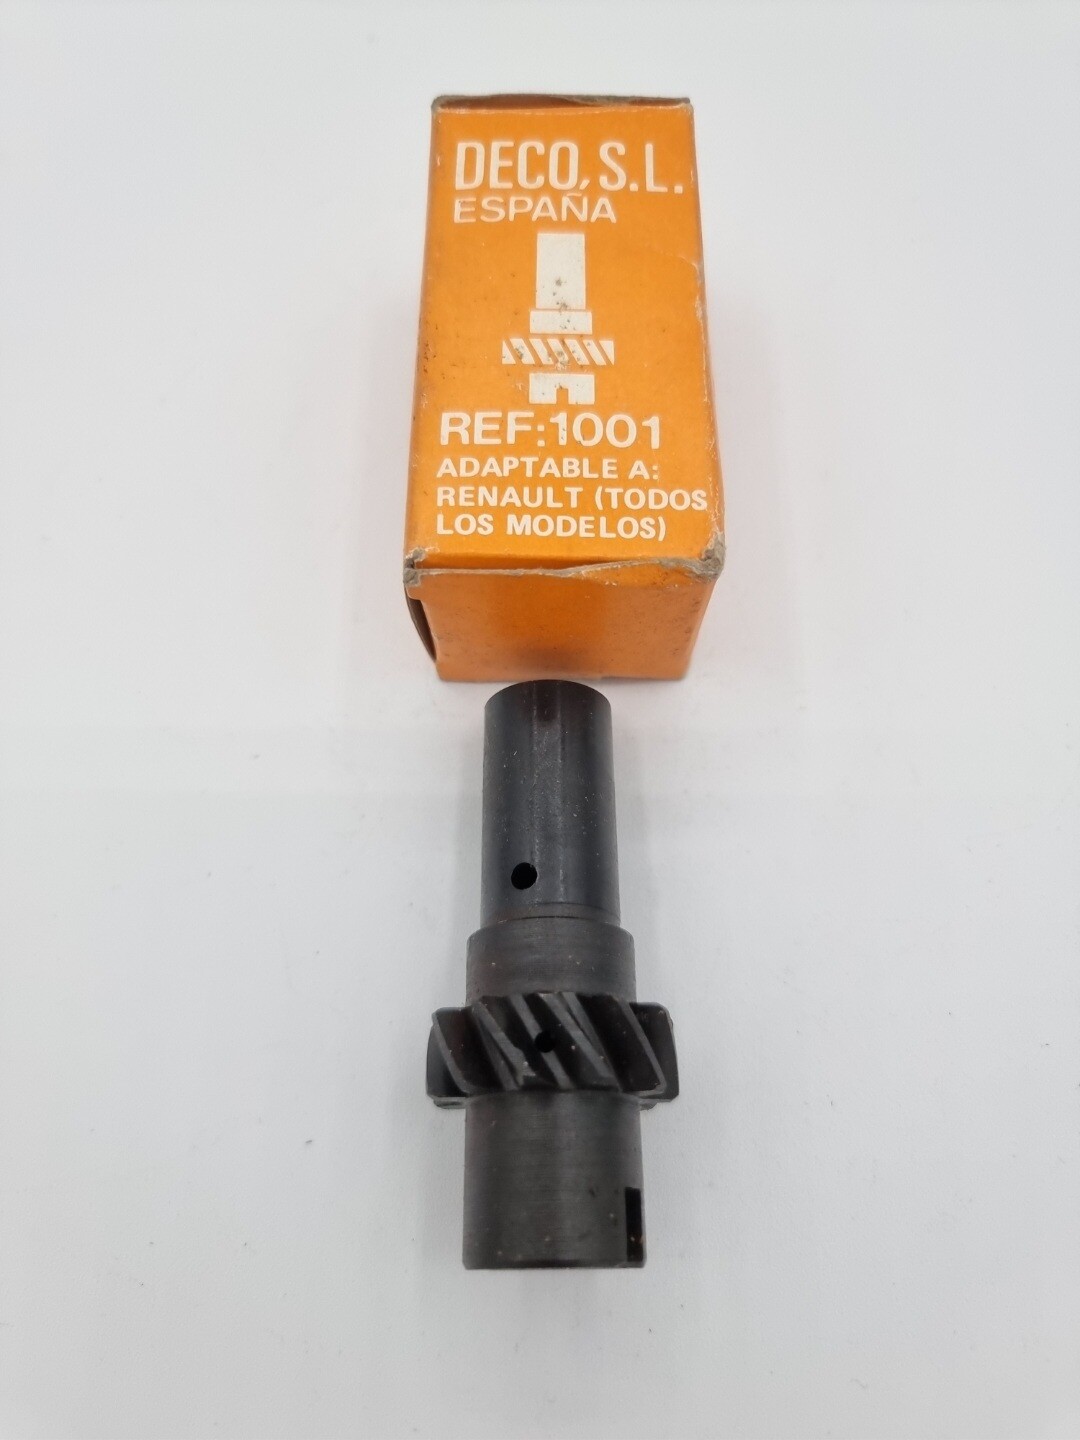 DECO, S.L.
ESPAÑA
REF:1001
ADAPTABLE A:
RENAULT (TODOS
LOS MODELOS)